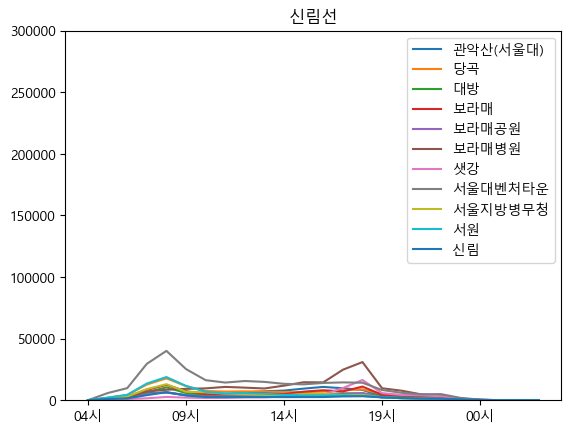 신림선
300000
250000
200000
150000
100000
50000
0
관악산(서울대)
당곡
대방
보라매
보라매공원
보라매병원
샛강
서울대벤처타운
서울지방병무청
서원
신림
04시 09시 14시 19시 00시